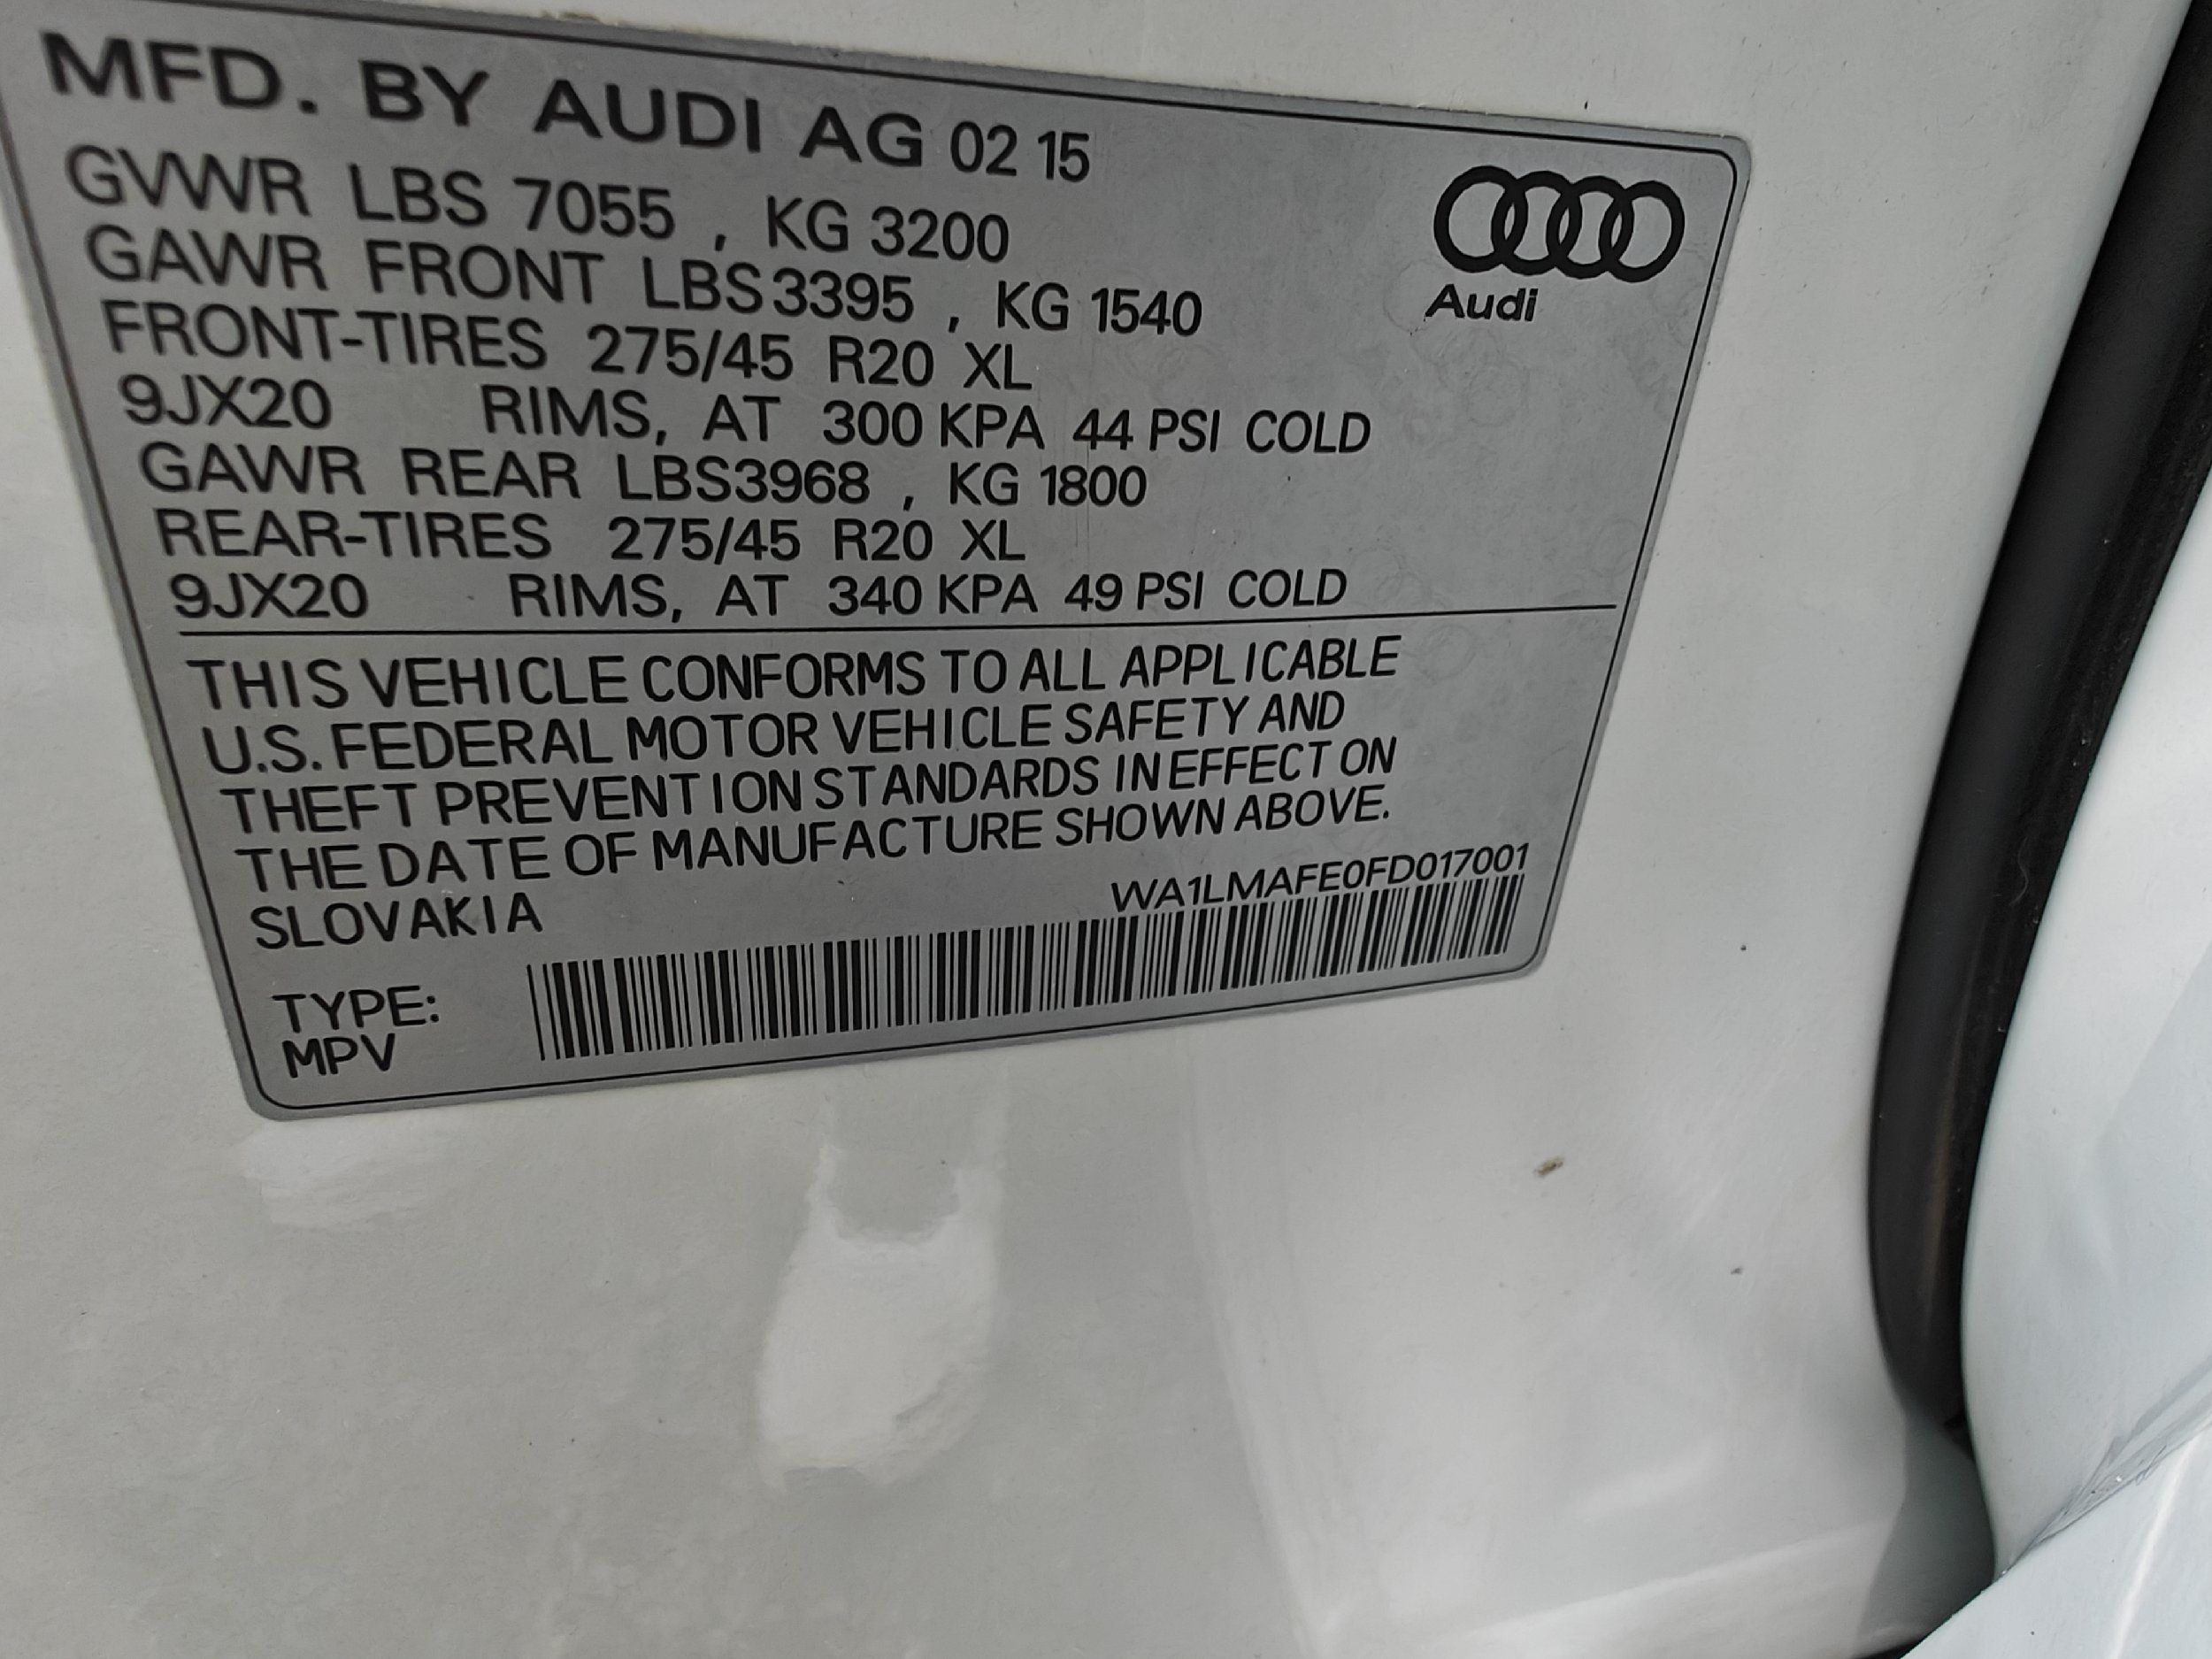 MFD. BY AUDI AG 02 15
GVWR LBS 7055 , KG 3200
GAWR FRONT LBS3395 , KG 1540
FRONT-TIRES 275/45 R20 XL
9JX20 RIMS, AT 300 KPA 44 PSI COLD
GAWR REAR LBS3968 , KG 1800
REAR-TIRES 275/45 R20 XL
9JX20 RIMS, AT 340 KPA 49 PSI COLD
Audi
THIS VEHICLE CONFORMS TO ALL APPLICABLE
U.S. FEDERAL MOTOR VEHICLE SAFETY AND
THEFT PREVENTION STANDARDS IN EFFECT ON
THE DATE OF MANUFACTURE SHOWN ABOVE.
SLOVAKIA
WA1LMAFE0FD017001
TYPE:
MPV